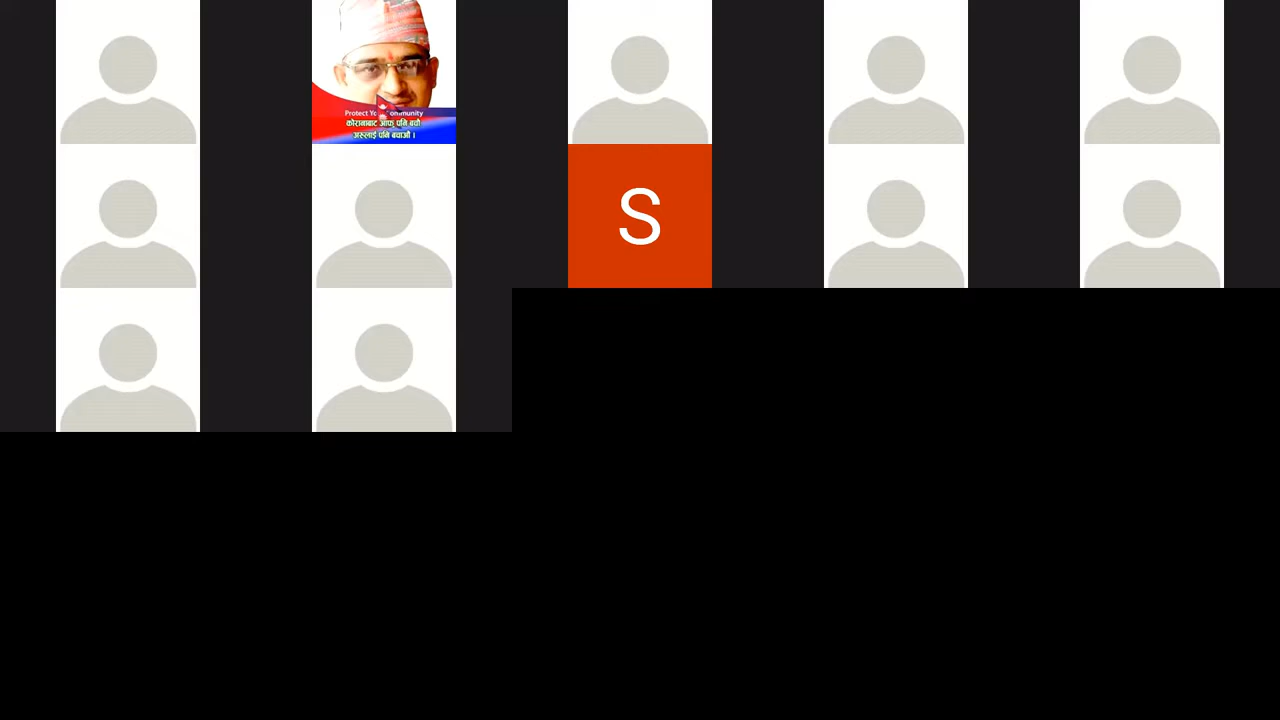 Protect Yo ommunity
कोरोनाबाट आफू पनि बचौं
अरुलाई पनि बचाऔं ।
S